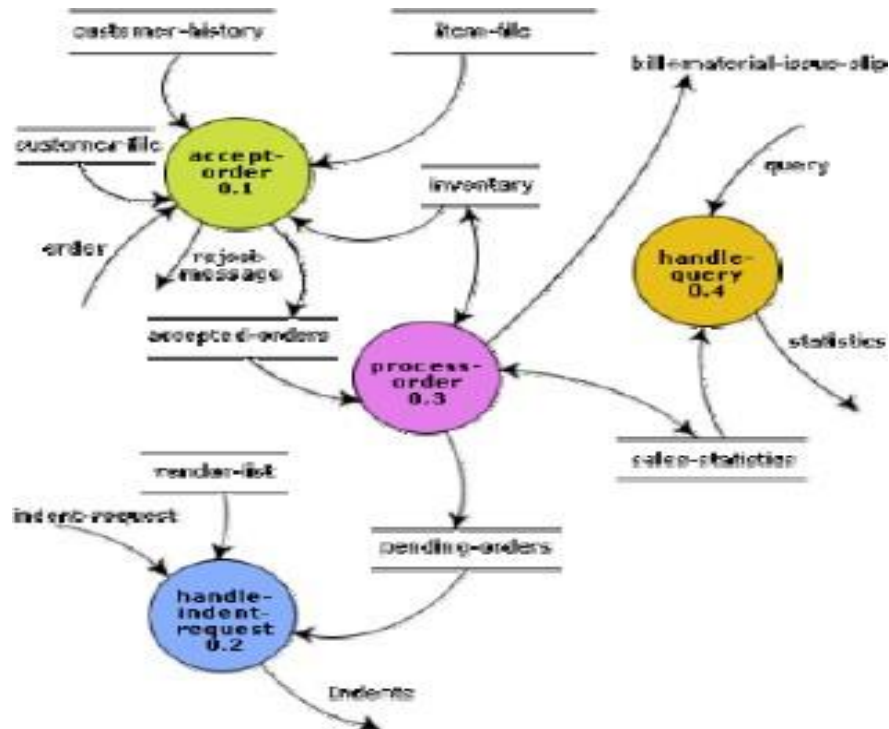 customer-history
item-file
bill+material-issue-slip
customer-file
accept-
order
0.1
query
inventory
order
reject-
message
handle-
query
0.4
accepted-orders
statistics
process-
order
0.3
sales-statistics
vender-list
indent-request
pending-orders
handle-
indent-
request
0.2
Indents